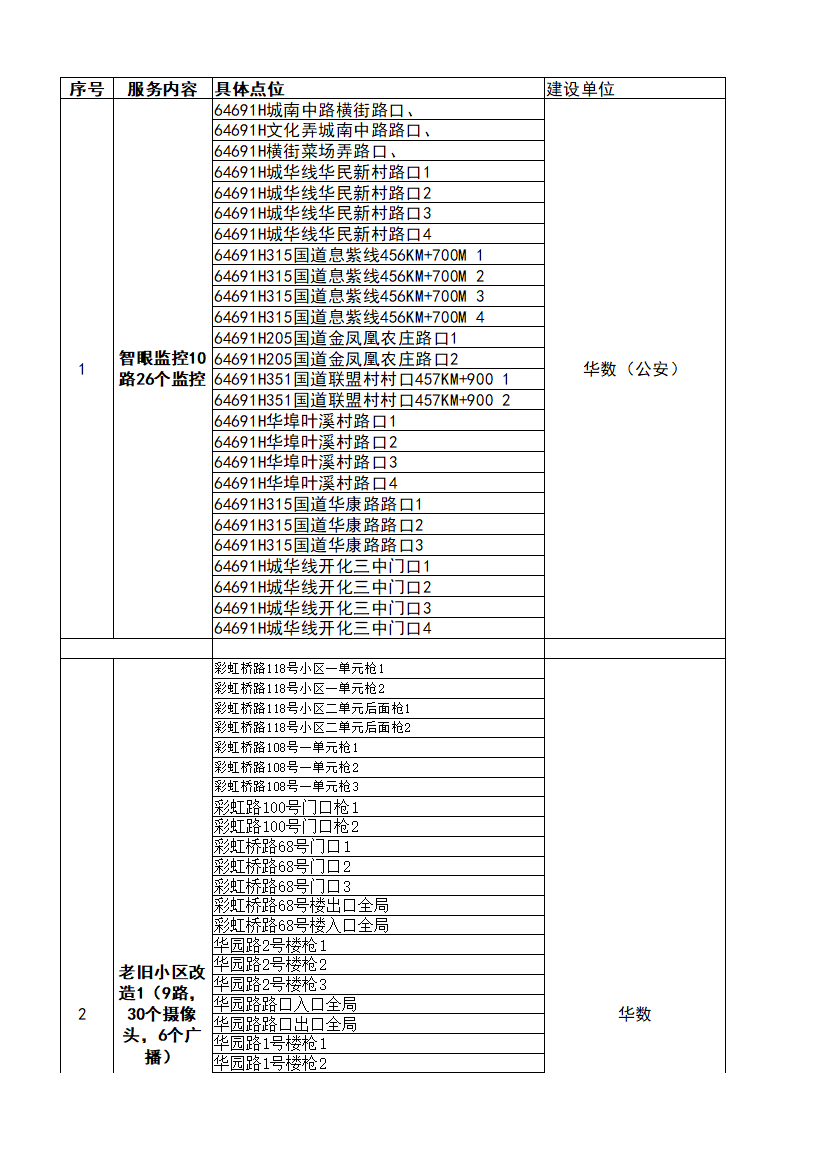 序号 服务内容 具体点位 建设单位
64691H城南中路横街路口、
64691H文化弄城南中路路口、
64691H横街菜场弄路口、
64691H城华线华民新村路口1
64691H城华线华民新村路口2
64691H城华线华民新村路口3
64691H城华线华民新村路口4
64691H315国道息紫线456KM+700M 1
64691H315国道息紫线456KM+700M 2
64691H315国道息紫线456KM+700M 3
64691H315国道息紫线456KM+700M 4
64691H205国道金凤凰农庄路口1
64691H205国道金凤凰农庄路口2
64691H351国道联盟村村口457KM+900 1
64691H351国道联盟村村口457KM+900 2
64691H华埠叶溪村路口1
64691H华埠叶溪村路口2
64691H华埠叶溪村路口3
64691H华埠叶溪村路口4
64691H315国道华康路路口1
64691H315国道华康路路口2
64691H315国道华康路路口3
64691H城华线开化三中门口1
64691H城华线开化三中门口2
64691H城华线开化三中门口3
64691H城华线开化三中门口4
1
智眼监控10
路26个监控
华数（公安）
彩虹桥路118号小区一单元枪1
彩虹桥路118号小区一单元枪2
彩虹桥路118号小区二单元后面枪1
彩虹桥路118号小区二单元后面枪2
彩虹桥路108号一单元枪1
彩虹桥路108号一单元枪2
彩虹桥路108号一单元枪3
彩虹路100号门口枪1
彩虹路100号门口枪2
彩虹桥路68号门口1
彩虹桥路68号门口2
彩虹桥路68号门口3
彩虹桥路68号楼出口全局
彩虹桥路68号楼入口全局
华园路2号楼枪1
华园路2号楼枪2
华园路2号楼枪3
华园路路口入口全局
华园路路口出口全局
华园路1号楼枪1
华园路1号楼枪2
2
老旧小区改
造1（9路，
30个摄像
头，6个广
播）
华数